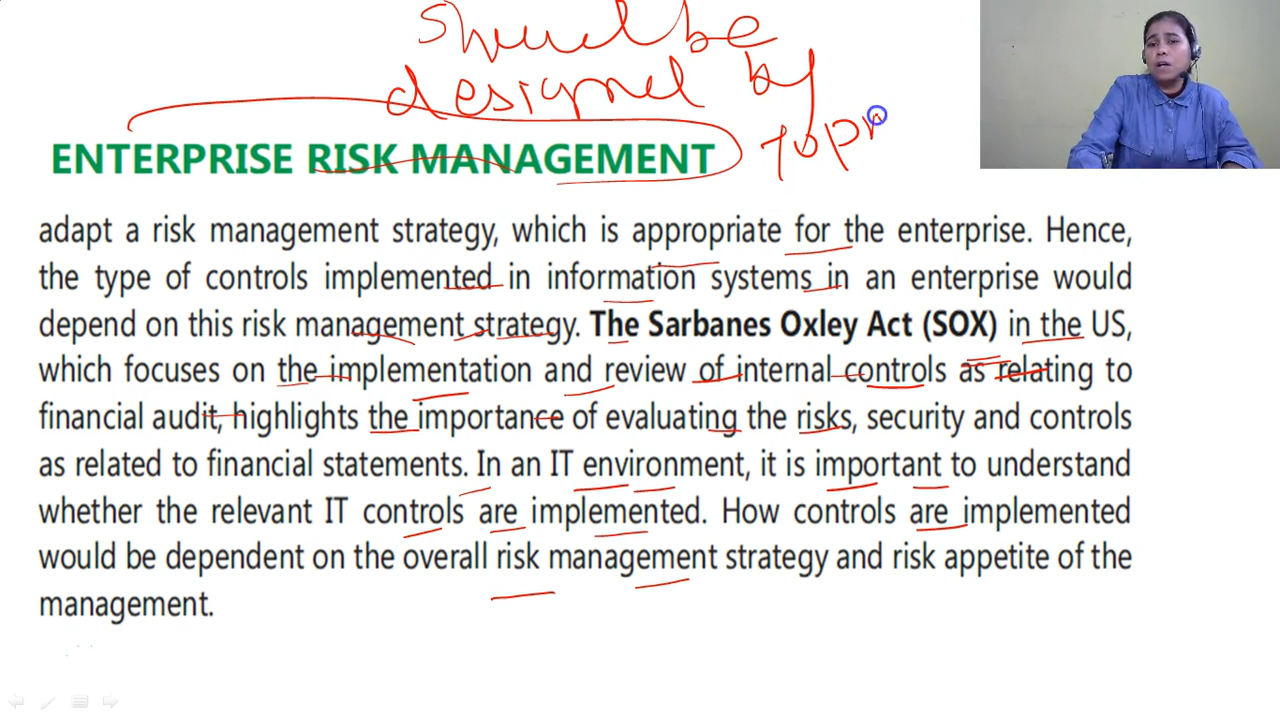 Should be
designed by
ENTERPRISE RISK MANAGEMENT
adapt a risk management strategy, which is appropriate for the enterprise. Hence,
the type of controls implemented in information systems in an enterprise would
depend on this risk management strategy. The Sarbanes Oxley Act (SOX) in the US,
which focuses on the implementation and review of internal controls as relating to
financial audit, highlights the importance of evaluating the risks, security and controls
as related to financial statements. In an IT environment, it is important to understand
whether the relevant IT controls are implemented. How controls are implemented
would be dependent on the overall risk management strategy and risk appetite of the
management.